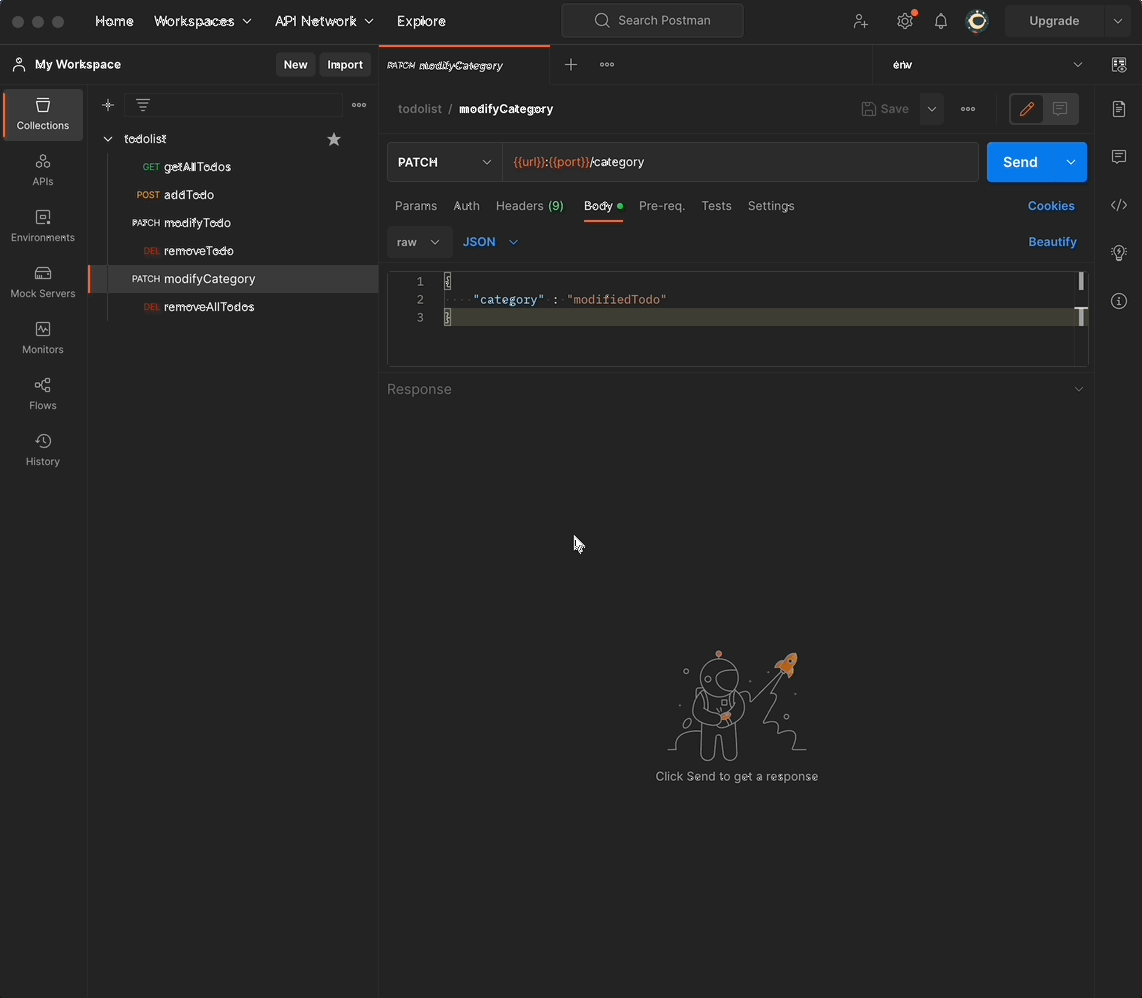 Home Workspaces API Network Explore Search Postman Upgrade
My Workspace New Import PATCH modifyCategory env
Collections
APIs
Environments
Mock Servers
Monitors
Flows
History
todolist
GET getAllTodos
POST addTodo
PATCH modifyTodo
DEL removeTodo
PATCH modifyCategory
DEL removeAllTodos
todolist / modifyCategory Save
PATCH {{url}}:{{port}}/category Send
Params Auth Headers (9) Body Pre-req. Tests Settings Cookies
raw JSON Beautify
1 {
2 "category" : "modifiedTodo"
3 }
Response
Click Send to get a response